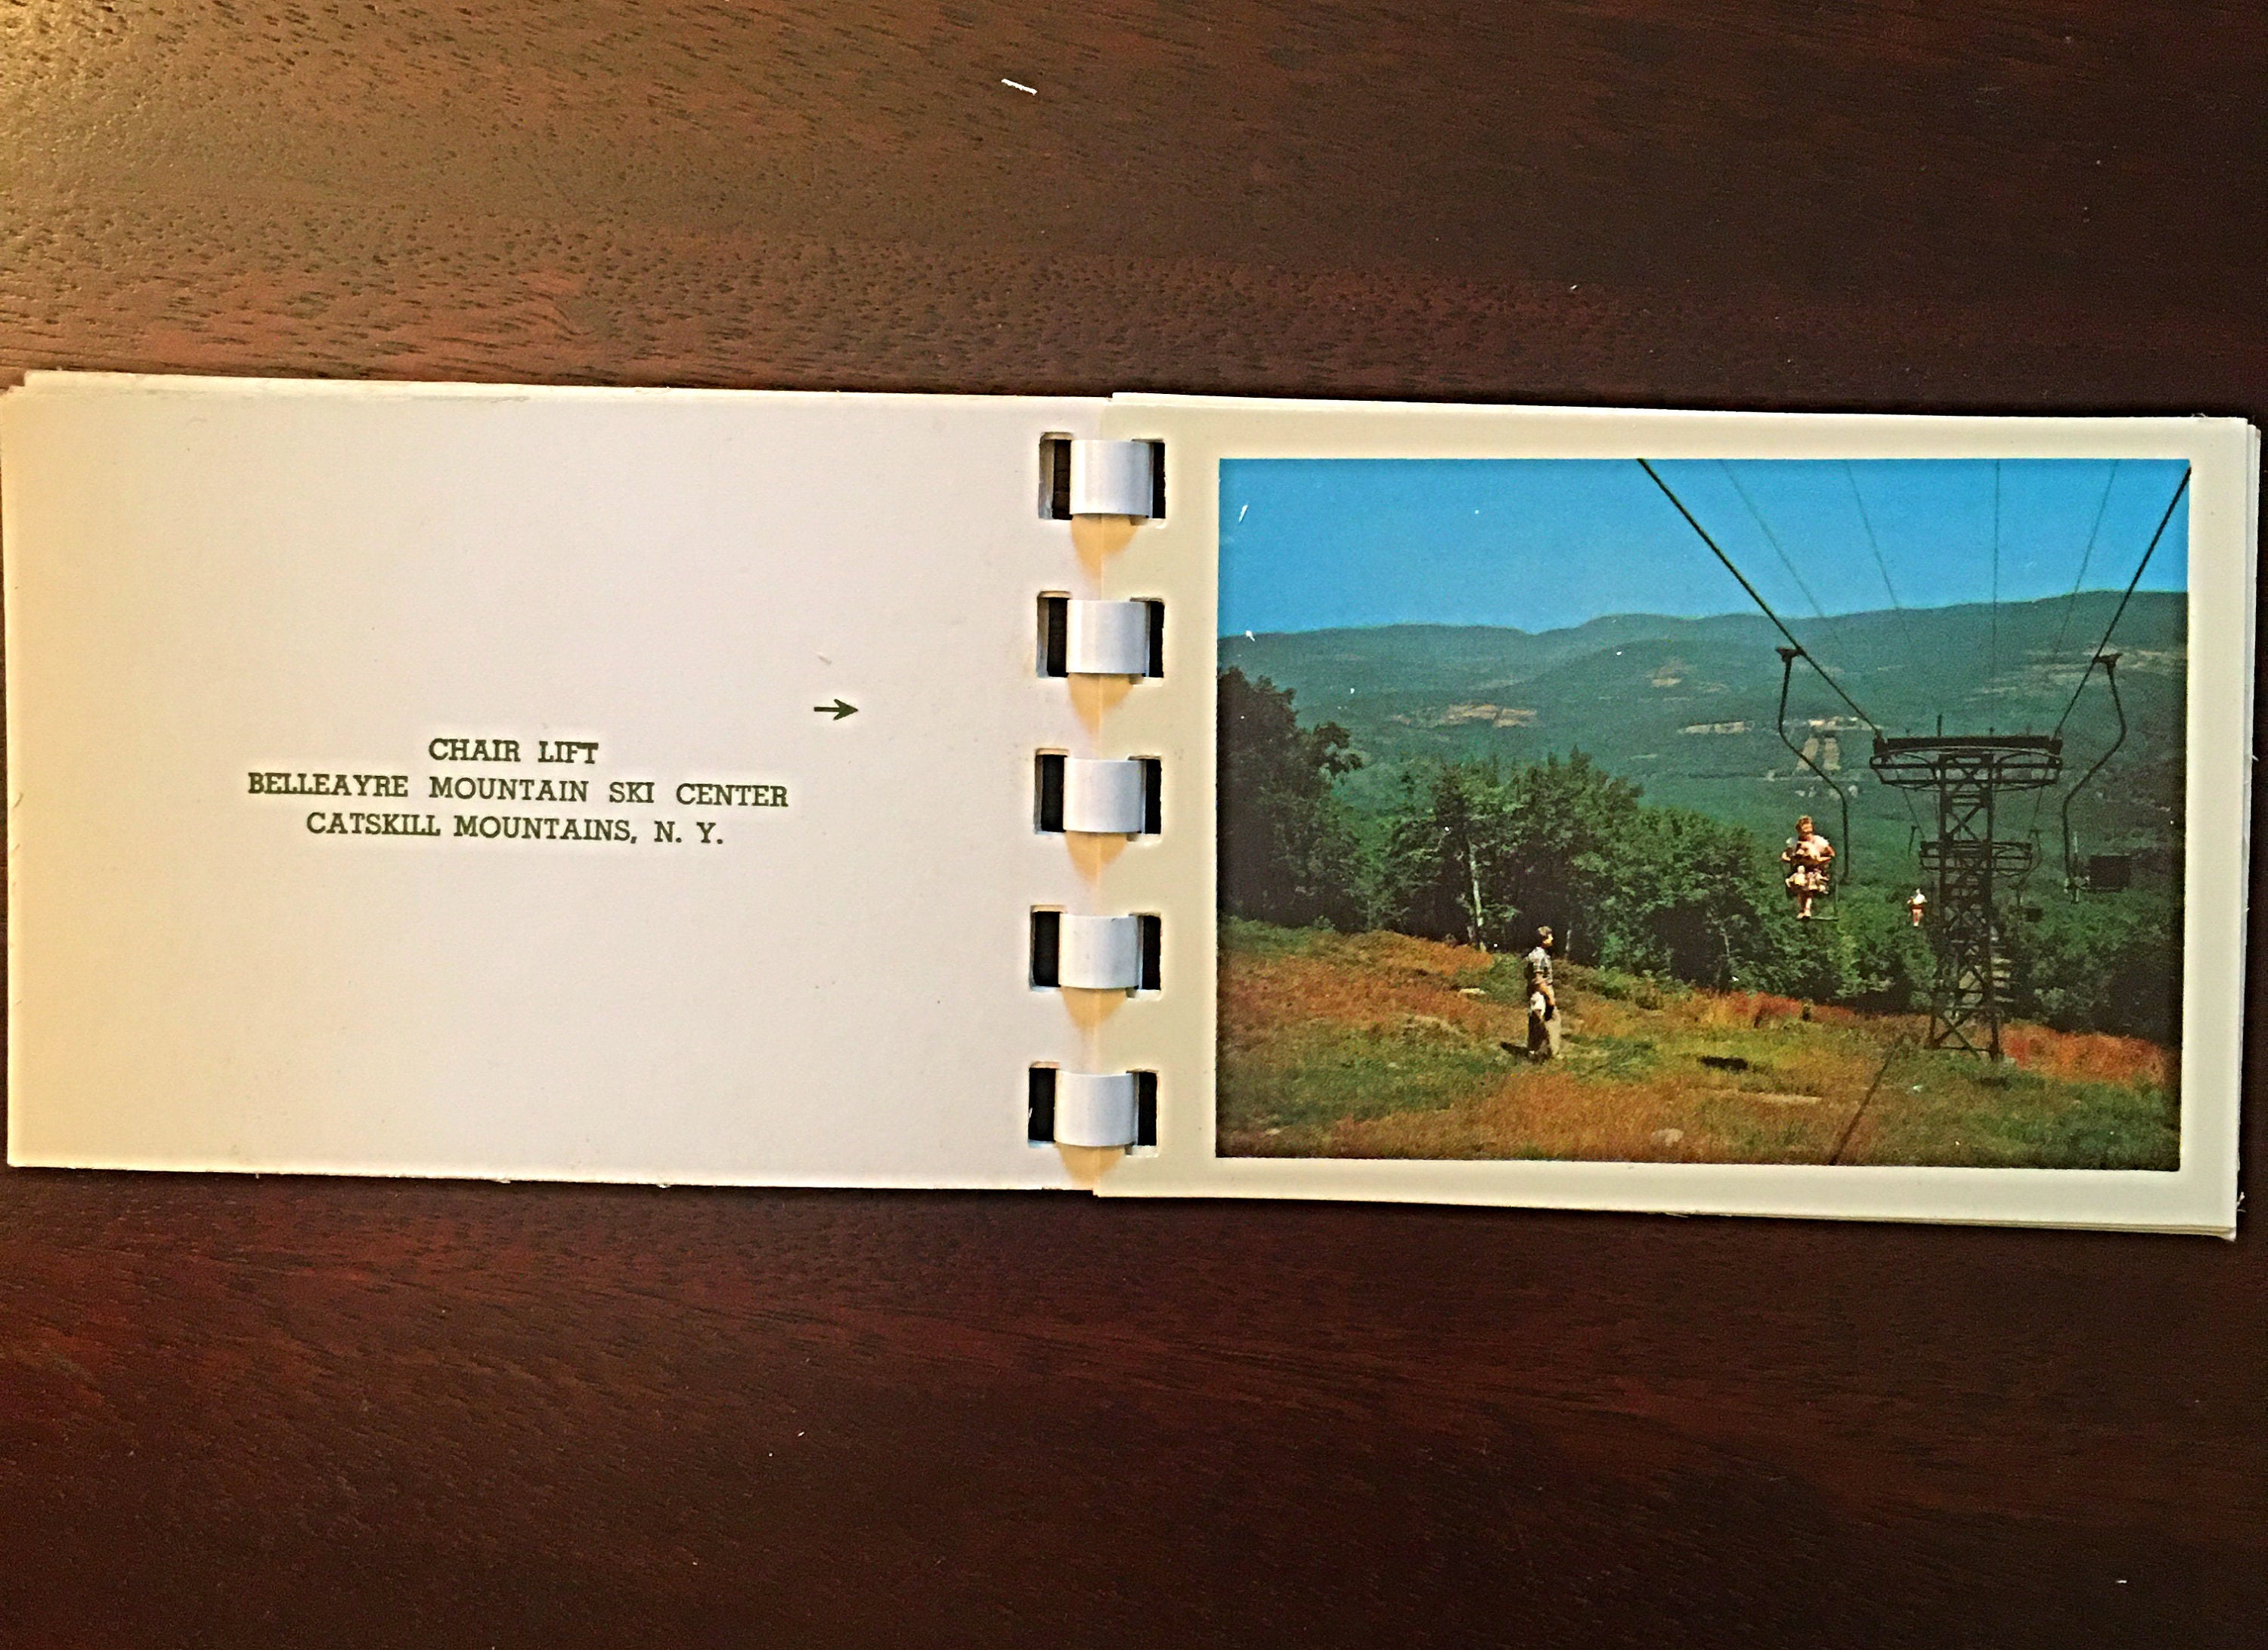 →
CHAIR LIFT
BELLEAYRE MOUNTAIN SKI CENTER
CATSKILL MOUNTAINS, N. Y.